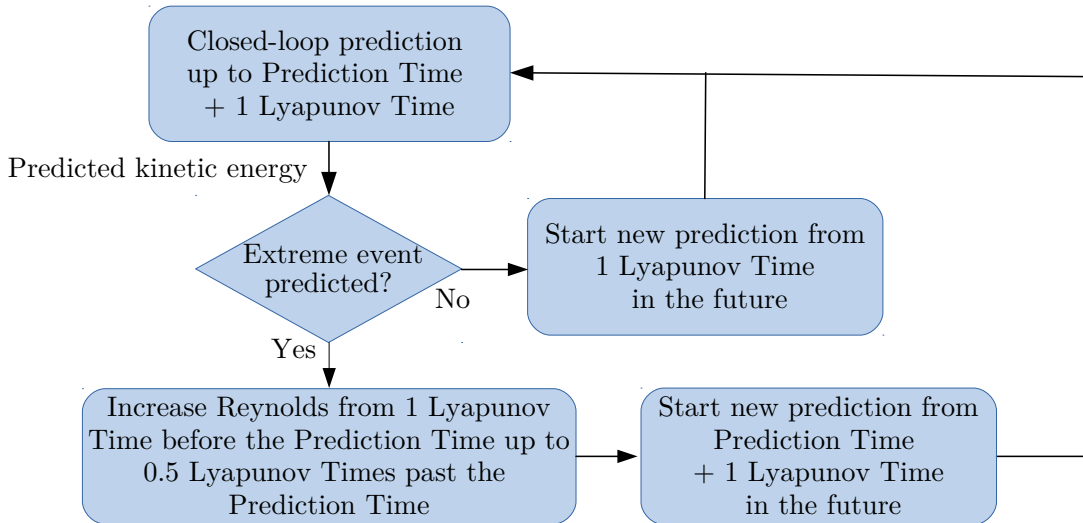 Closed-loop prediction
up to Prediction Time
+ 1 Lyapunov Time
Predicted kinetic energy
Extreme event
predicted?
No
Start new prediction from
1 Lyapunov Time
in the future
Yes
Increase Reynolds from 1 Lyapunov
Time before the Prediction Time up to
0.5 Lyapunov Times past the
Prediction Time
Start new prediction from
Prediction Time
+ 1 Lyapunov Time
in the future